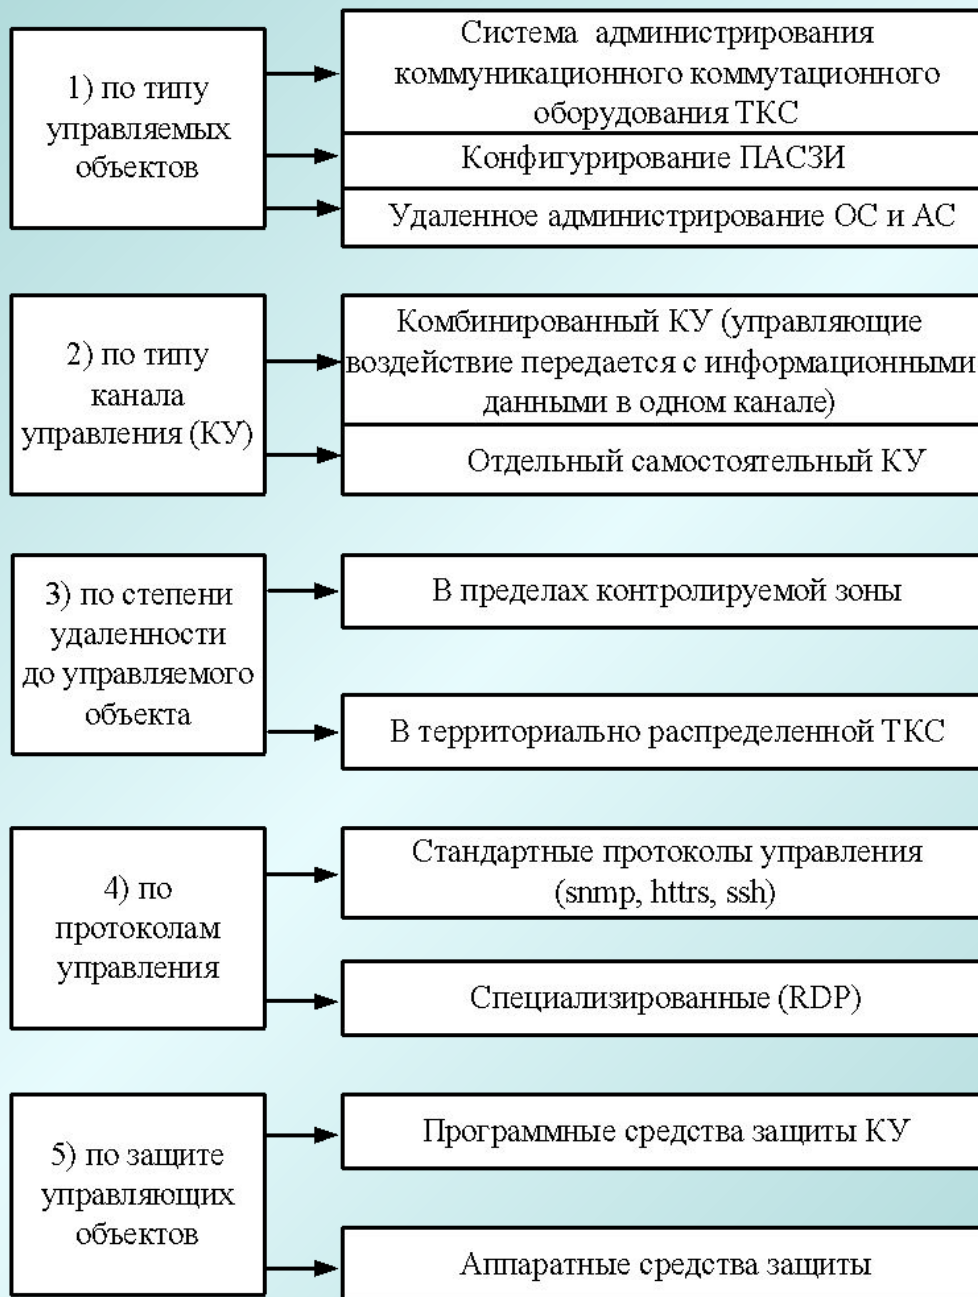 1) по типу
управляемых
объектов
Система администрирования
коммуникационного коммутационного
оборудования ТКС
Конфигурирование ПАСЗИ
Удаленное администрирование ОС и АС
2) по типу
канала
управления (КУ)
Комбинированный КУ (управляющие
воздействие передается с информационными
данными в одном канале)
Отдельный самостоятельный КУ
3) по степени
удаленности
до управляемого
объекта
В пределах контролируемой зоны
В территориально распределенной ТКС
4) по
протоколам
управления
Стандартные протоколы управления
(snmp, httrs, ssh)
Специализированные (RDP)
5) по защите
управляющих
объектов
Программные средства защиты КУ
Аппаратные средства защиты